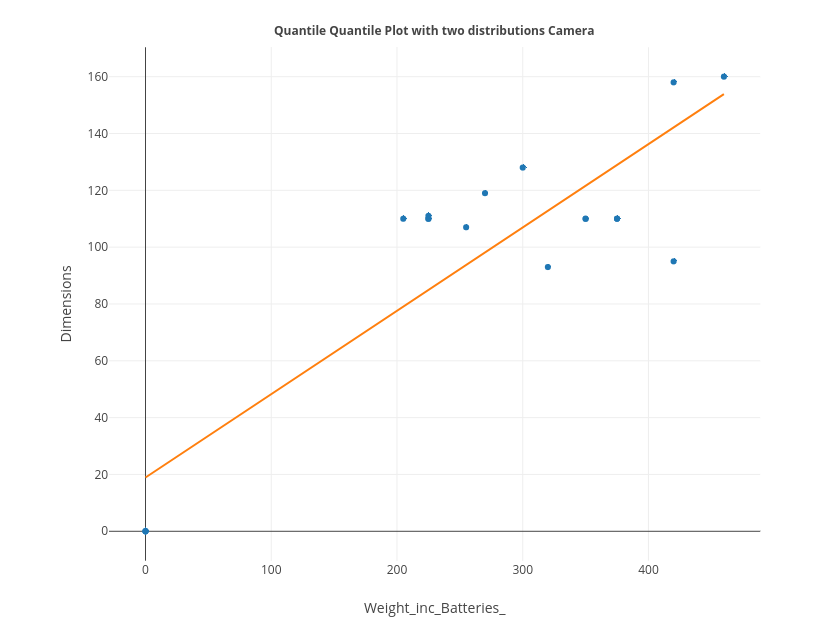 Quantile Quantile Plot with two distributions Camera
160
140
120
100
80
60
40
20
0
Dimensions
0 100 200 300 400
Weight_inc_Batteries_